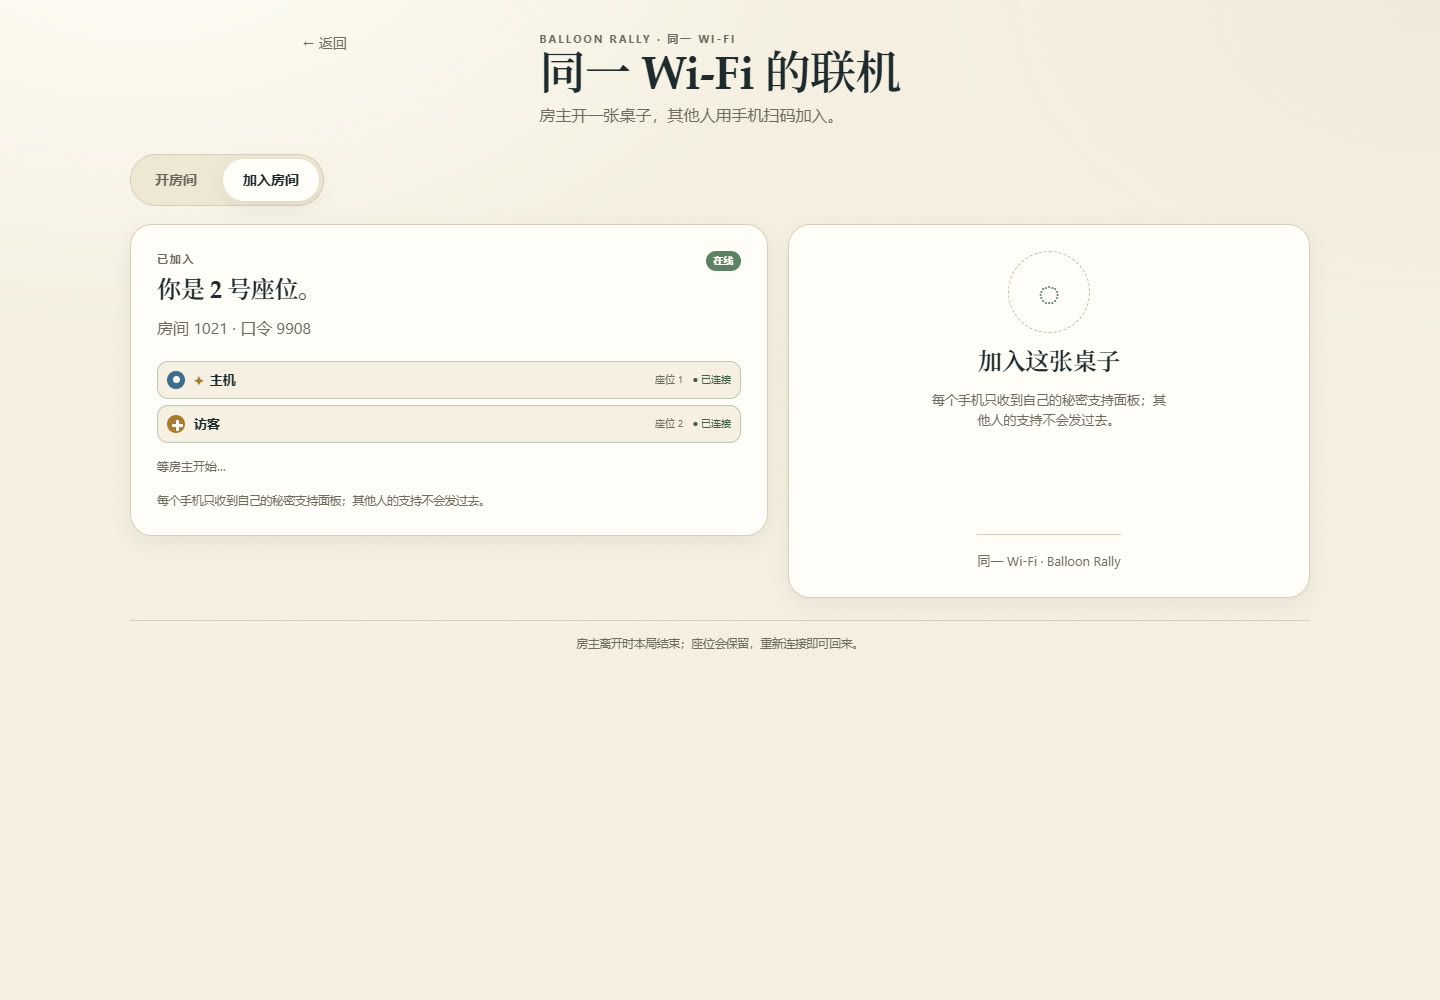 ← 返回
BALLOON RALLY · 同一 WI-FI
同一 Wi-Fi 的联机
房主开一张桌子，其他人用手机扫码加入。
开房间
加入房间
已加入
在线
你是 2 号座位。
房间 1021 · 口令 9908
✦ 主机
座位 1
• 已连接
访客
座位 2
• 已连接
等房主开始...
每个手机只收到自己的秘密支持面板；其他人的支持不会发过去。
加入这张桌子
每个手机只收到自己的秘密支持面板；其
他人的支持不会发过去。
同一 Wi-Fi · Balloon Rally
房主离开时本局结束；座位会保留，重新连接即可回来。